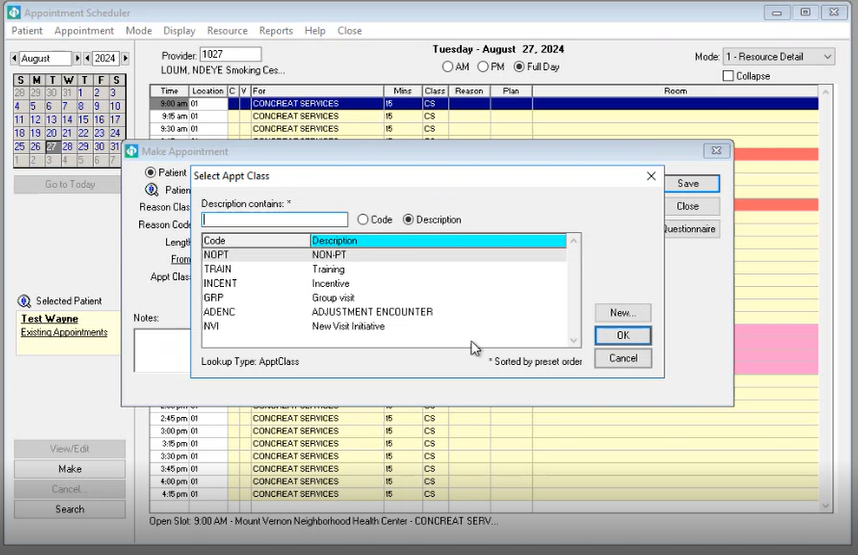 Appointment Scheduler
Patient Appointment Mode Display Resource Reports Help Close
August 2024
S M T W T F S
28 29 30 31 1 2 3
4 5 6 7 8 9 10
11 12 13 14 15 16 17
18 19 20 21 22 23 24
25 26 27 28 29 30 31
1 2 3 4 5 6 7
Go to Today
Provider: 1027
LOUM, NDEYE Smoking Ces...
Tuesday - August 27, 2024
AM PM Full Day
Mode: 1 - Resource Detail
Collapse
Time Location C V For Mins Class Reason Plan Room
9:00 am 01 CONCREAT SERVICES 15 CS
9:15 am 01 CONCREAT SERVICES 15 CS
9:30 am 01 CONCREAT SERVICES 15 CS
Make Appointment
Patient
Patien
Reason Class
Reason Code
Lengt
From
Appt Clas
Notes:
Save
Close
Questionnaire
Select Appt Class
Description contains: *
Code Description
Code Description
NOPT NON-PT
TRAIN Training
INCENT Incentive
GRP Group visit
ADENC ADJUSTMENT ENCOUNTER
NVI New Visit Initiative
New...
OK
Cancel
Lookup Type: ApptClass
* Sorted by preset order
Selected Patient
Test Wayne
Existing Appointments
2:45 pm 01 CONCREAT SERVICES 15 CS
3:00 pm 01 CONCREAT SERVICES 15 CS
3:15 pm 01 CONCREAT SERVICES 15 CS
3:30 pm 01 CONCREAT SERVICES 15 CS
3:45 pm 01 CONCREAT SERVICES 15 CS
4:00 pm 01 CONCREAT SERVICES 15 CS
4:15 pm 01 CONCREAT SERVICES 15 CS
View/Edit
Make
Cancel...
Search
Open Slot: 9:00 AM - Mount Vernon Neighborhood Health Center - CONCREAT SERV...